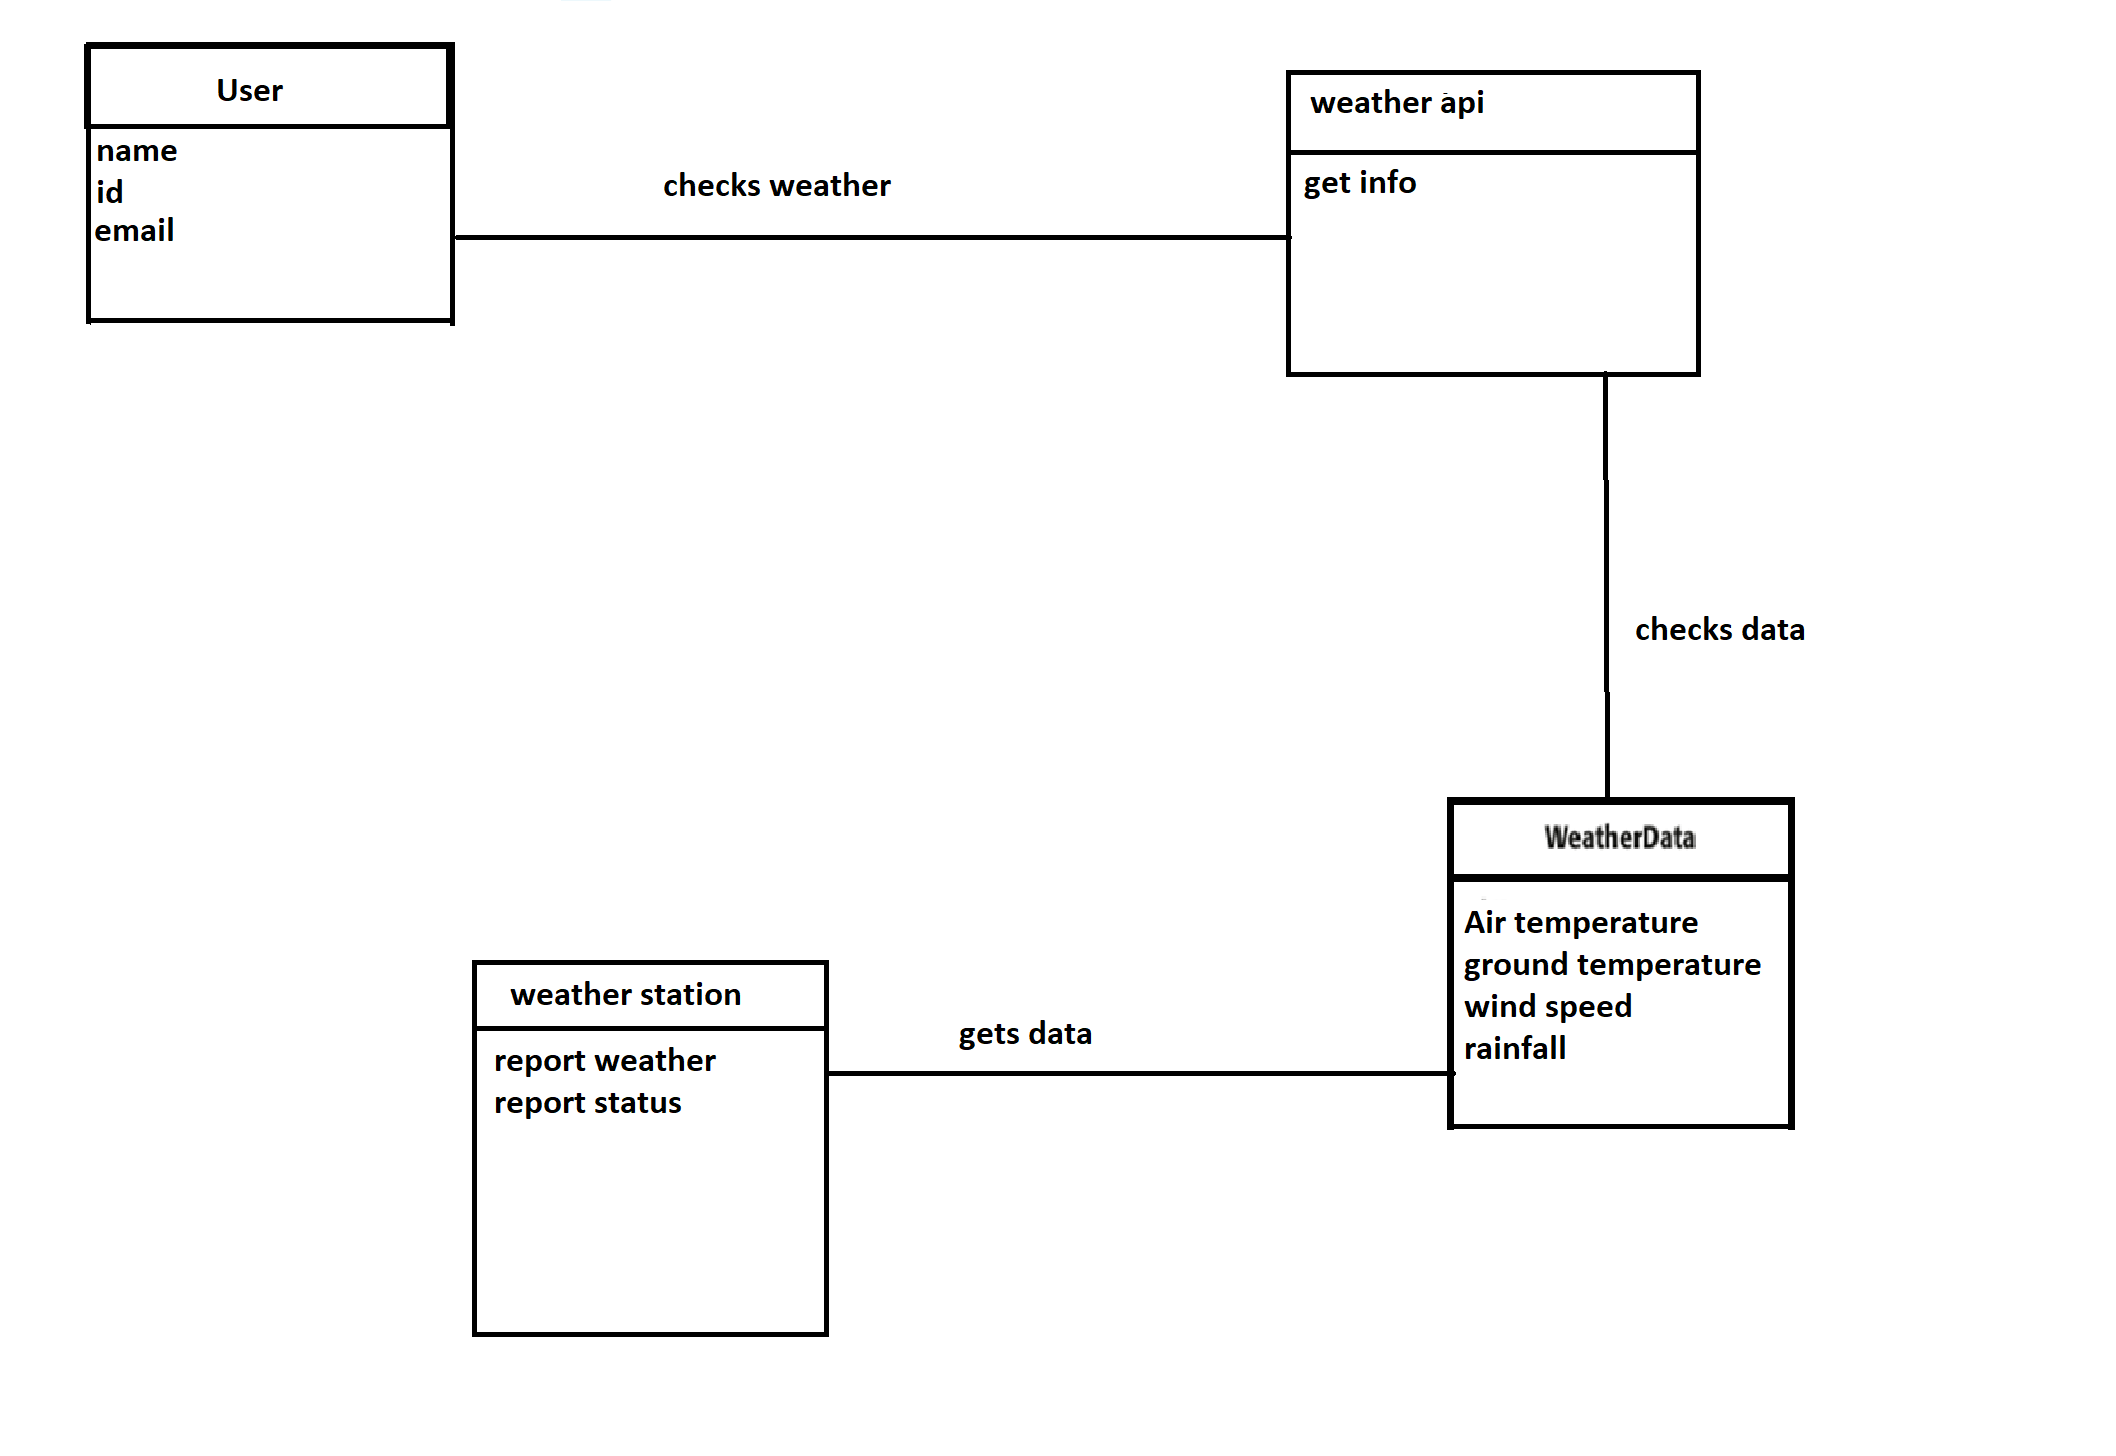 User
name
id
email
checks weather
weather api
get info
checks data
WeatherData
Air temperature
ground temperature
wind speed
rainfall
weather station
report weather
report status
gets data